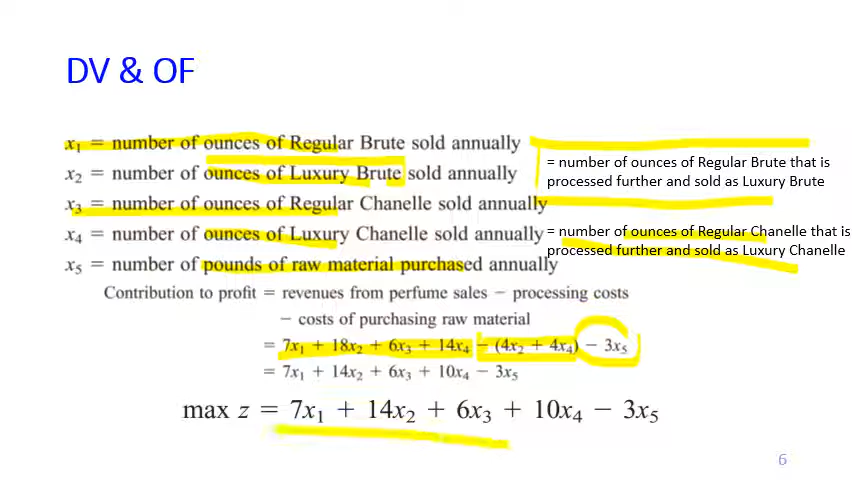 DV & OF
x₁ = number of ounces of Regular Brute sold annually
x₂ = number of ounces of Luxury Brute sold annually
= number of ounces of Regular Brute that is
processed further and sold as Luxury Brute
x₃ = number of ounces of Regular Chanelle sold annually
x₄ = number of ounces of Luxury Chanelle sold annually
= number of ounces of Regular Chanelle that is
processed further and sold as Luxury Chanelle
x₅ = number of pounds of raw material purchased annually
Contribution to profit = revenues from perfume sales − processing costs
− costs of purchasing raw material
= 7x₁ + 18x₂ + 6x₃ + 14x₄ − (4x₂ + 4x₄) − 3x₅
= 7x₁ + 14x₂ + 6x₃ + 10x₄ − 3x₅
max z = 7x₁ + 14x₂ + 6x₃ + 10x₄ − 3x₅
6